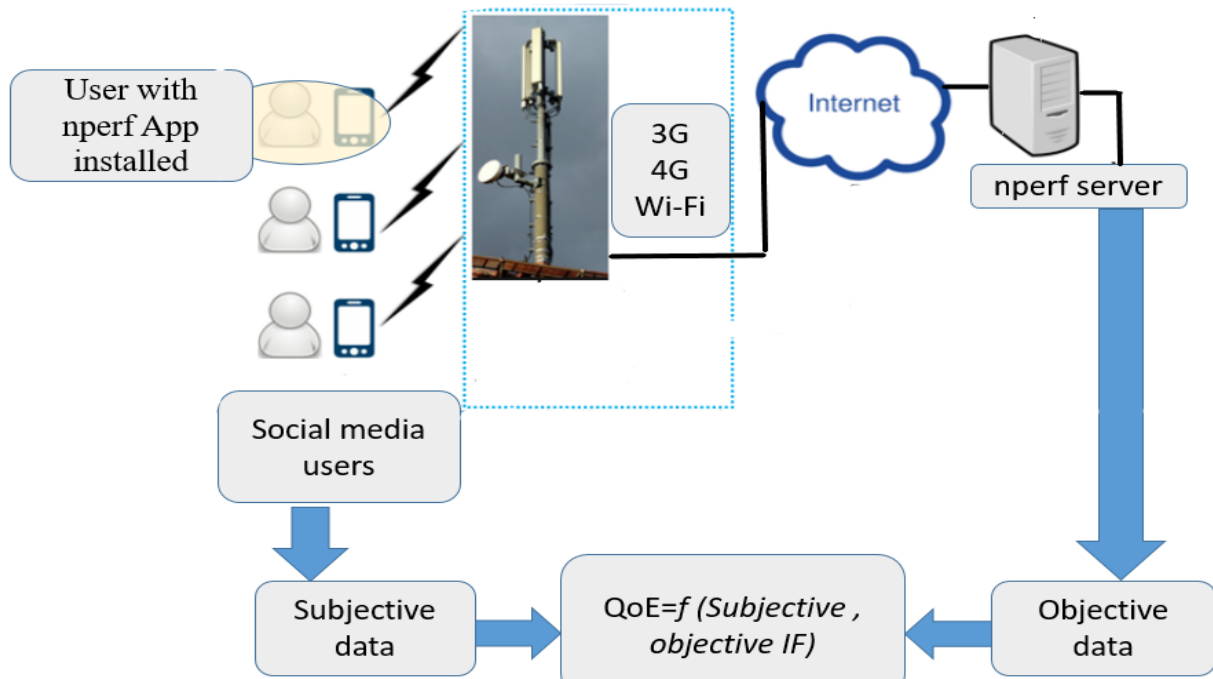 User with
nperf App
installed
3G
4G
Wi-Fi
Internet
nperf server
Social media
users
Subjective
data
QoE=f (Subjective ,
objective IF)
Objective
data